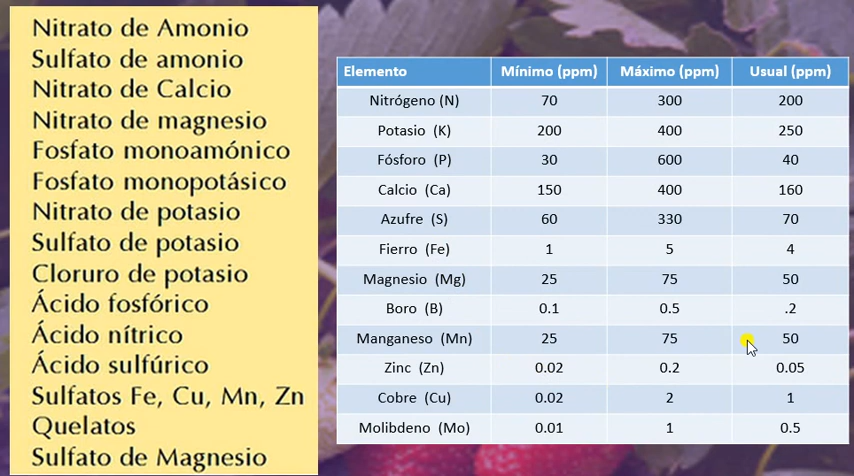 Nitrato de Amonio
Sulfato de amonio
Nitrato de Calcio
Nitrato de magnesio
Fosfato monoamónico
Fosfato monopotásico
Nitrato de potasio
Sulfato de potasio
Cloruro de potasio
Ácido fosfórico
Ácido nítrico
Ácido sulfúrico
Sulfatos Fe, Cu, Mn, Zn
Quelatos
Sulfato de Magnesio
Elemento Mínimo (ppm) Máximo (ppm) Usual (ppm)
Nitrógeno (N) 70 300 200
Potasio (K) 200 400 250
Fósforo (P) 30 600 40
Calcio (Ca) 150 400 160
Azufre (S) 60 330 70
Fierro (Fe) 1 5 4
Magnesio (Mg) 25 75 50
Boro (B) 0.1 0.5 .2
Manganeso (Mn) 25 75 50
Zinc (Zn) 0.02 0.2 0.05
Cobre (Cu) 0.02 2 1
Molibdeno (Mo) 0.01 1 0.5